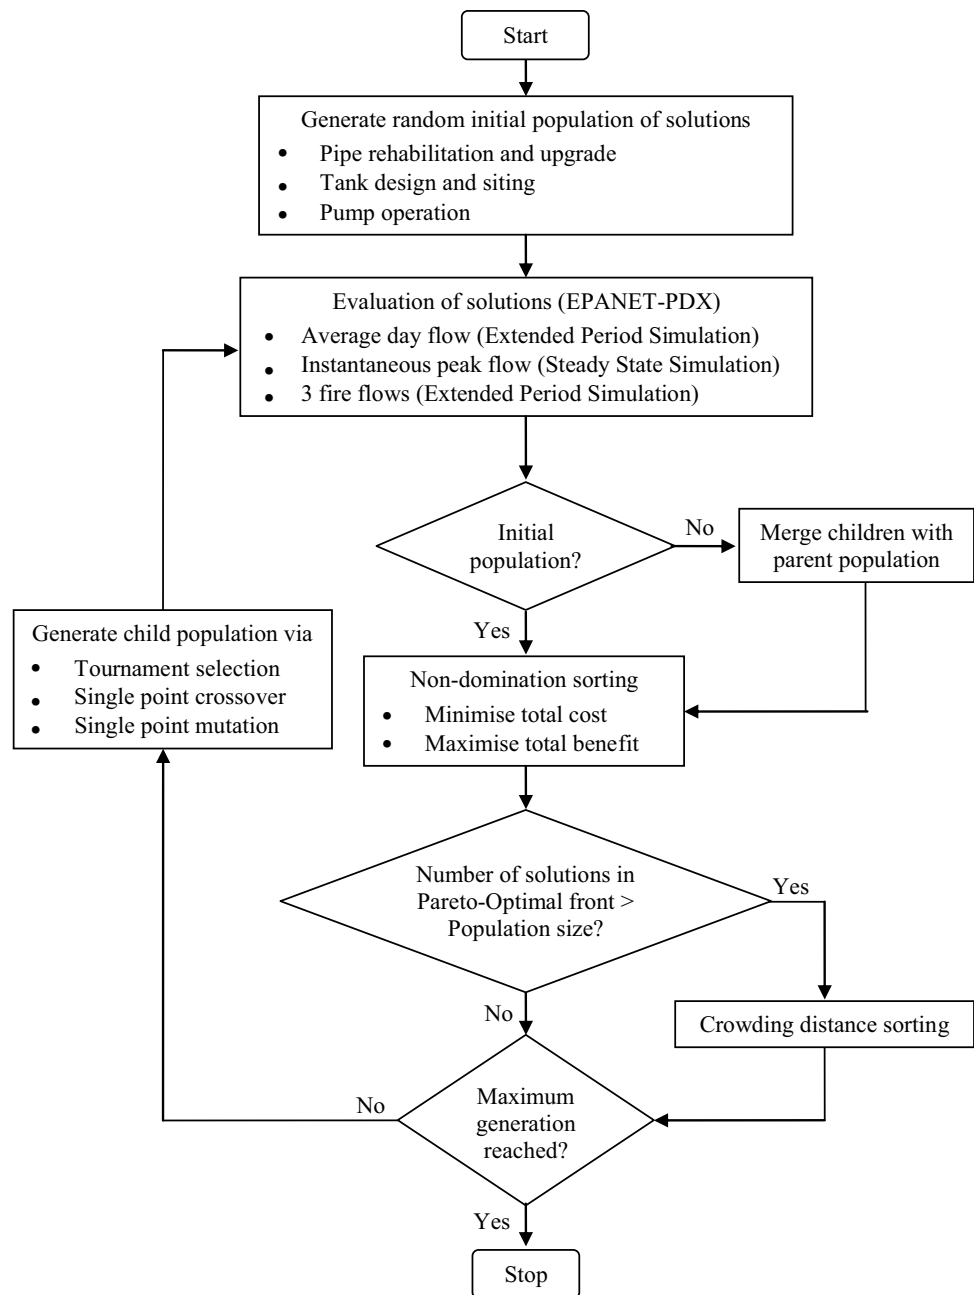 Start
Generate random initial population of solutions
• Pipe rehabilitation and upgrade
• Tank design and siting
• Pump operation
Evaluation of solutions (EPANET-PDX)
• Average day flow (Extended Period Simulation)
• Instantaneous peak flow (Steady State Simulation)
• 3 fire flows (Extended Period Simulation)
Initial
population?
No
Merge children with
parent population
Yes
Generate child population via
• Tournament selection
• Single point crossover
• Single point mutation
Non-domination sorting
• Minimise total cost
• Maximise total benefit
Number of solutions in
Pareto-Optimal front >
Population size?
Yes
No
Crowding distance sorting
Maximum
generation
reached?
No
Yes
Stop